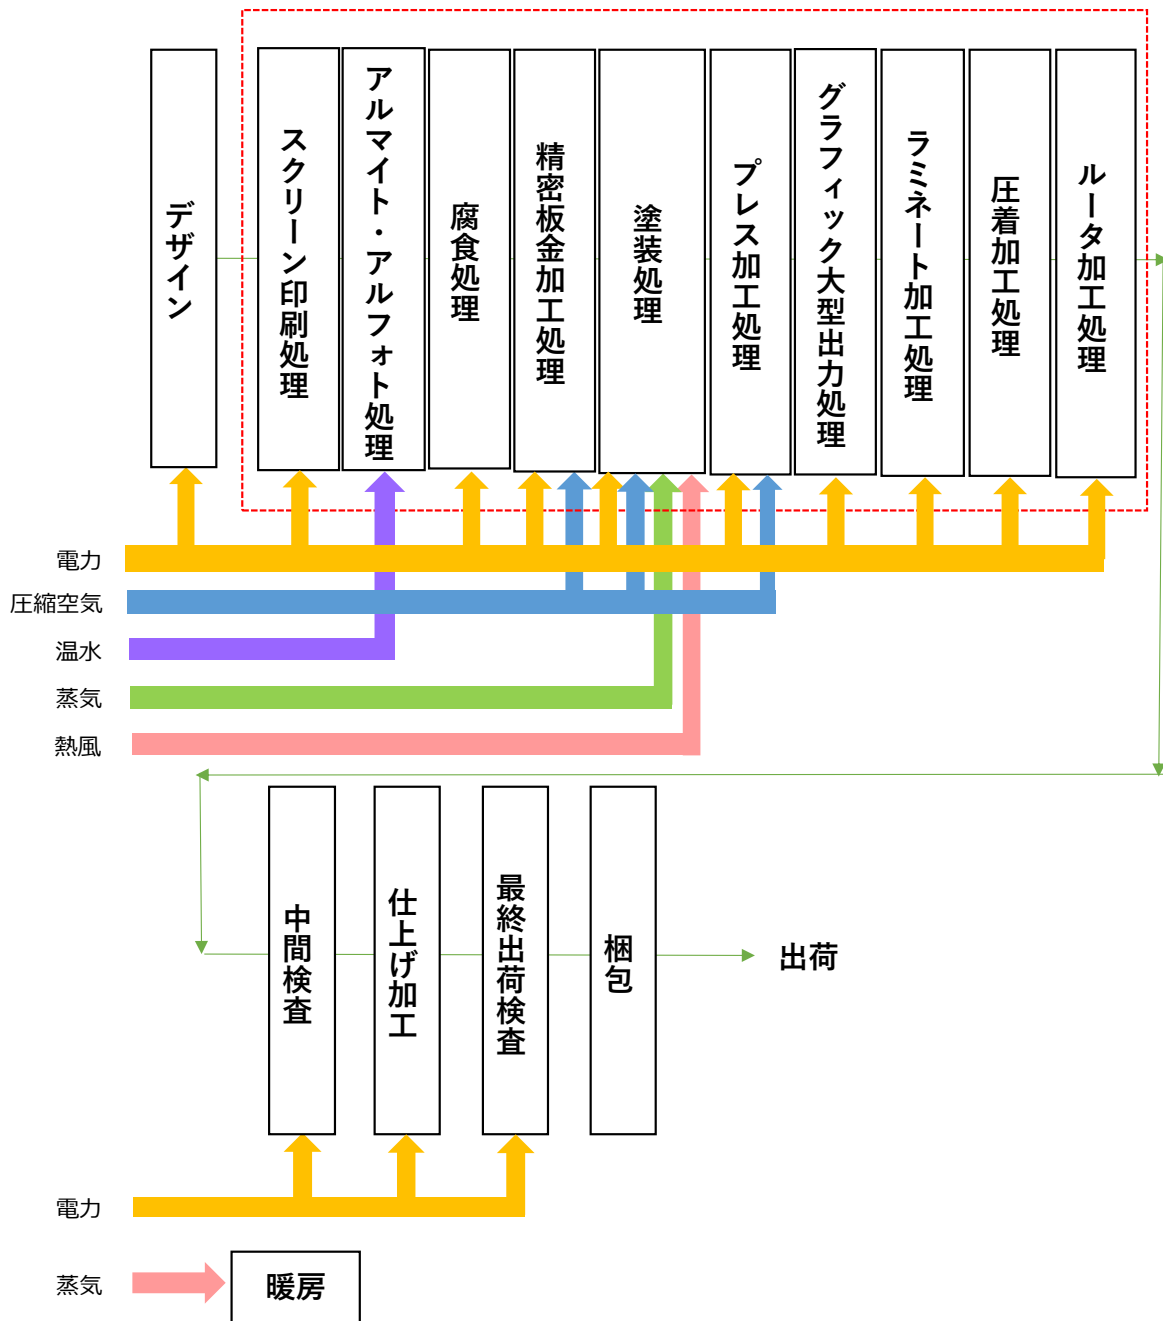 デザイン
スクリーン印刷処理
アルマイト・アルフォト処理
腐食処理
精密板金加工処理
塗装処理
プレス加工処理
グラフィック大型出力処理
ラミネート加工処理
圧着加工処理
ルータ加工処理
電力
圧縮空気
温水
蒸気
熱風
中間検査
仕上げ加工
最終出荷検査
梱包
出荷
電力
蒸気
暖房